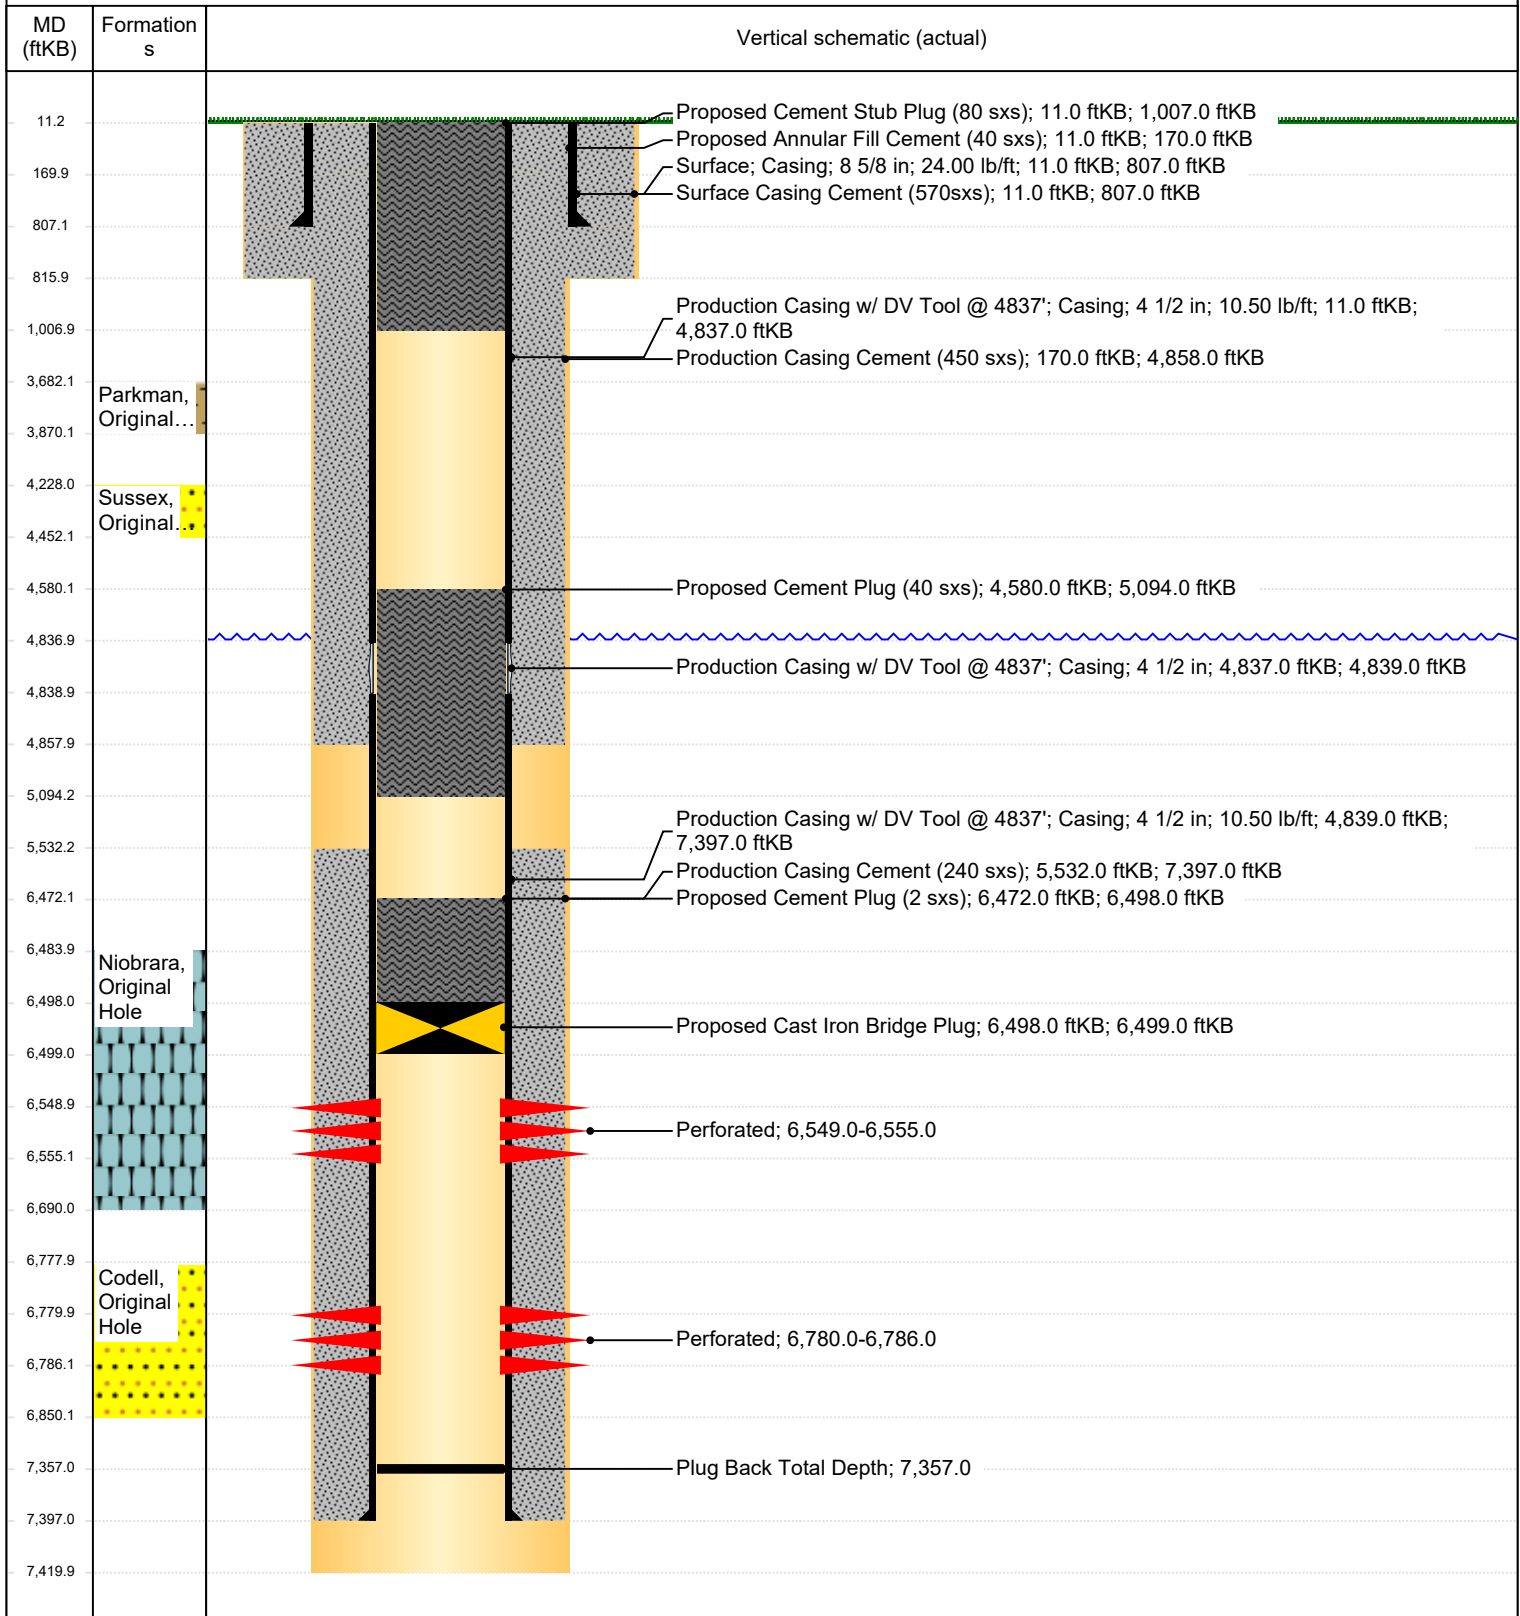 MD
(ftKB)
Formation
s
Vertical schematic (actual)
11.2
169.9
807.1
815.9
1,006.9
3,682.1
3,870.1
4,228.0
4,452.1
4,580.1
4,836.9
4,838.9
4,857.9
5,094.2
5,532.2
6,472.1
6,483.9
6,498.0
6,499.0
6,548.9
6,555.1
6,690.0
6,777.9
6,779.9
6,786.1
6,850.1
7,357.0
7,397.0
7,419.9
Parkman,
Original...
Sussex,
Original...
Niobrara,
Original
Hole
Codell,
Original
Hole
Proposed Cement Stub Plug (80 sxs); 11.0 ftKB; 1,007.0 ftKB
Proposed Annular Fill Cement (40 sxs); 11.0 ftKB; 170.0 ftKB
Surface; Casing; 8 5/8 in; 24.00 lb/ft; 11.0 ftKB; 807.0 ftKB
Surface Casing Cement (570sxs); 11.0 ftKB; 807.0 ftKB
Production Casing w/ DV Tool @ 4837'; Casing; 4 1/2 in; 10.50 lb/ft; 11.0 ftKB;
4,837.0 ftKB
Production Casing Cement (450 sxs); 170.0 ftKB; 4,858.0 ftKB
Proposed Cement Plug (40 sxs); 4,580.0 ftKB; 5,094.0 ftKB
Production Casing w/ DV Tool @ 4837'; Casing; 4 1/2 in; 4,837.0 ftKB; 4,839.0 ftKB
Production Casing w/ DV Tool @ 4837'; Casing; 4 1/2 in; 10.50 lb/ft; 4,839.0 ftKB;
7,397.0 ftKB
Production Casing Cement (240 sxs); 5,532.0 ftKB; 7,397.0 ftKB
Proposed Cement Plug (2 sxs); 6,472.0 ftKB; 6,498.0 ftKB
Proposed Cast Iron Bridge Plug; 6,498.0 ftKB; 6,499.0 ftKB
Perforated; 6,549.0-6,555.0
Perforated; 6,780.0-6,786.0
Plug Back Total Depth; 7,357.0